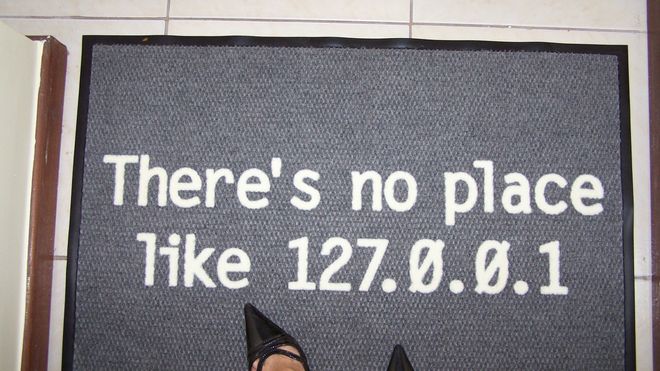 There's no place
like 127.0.0.1